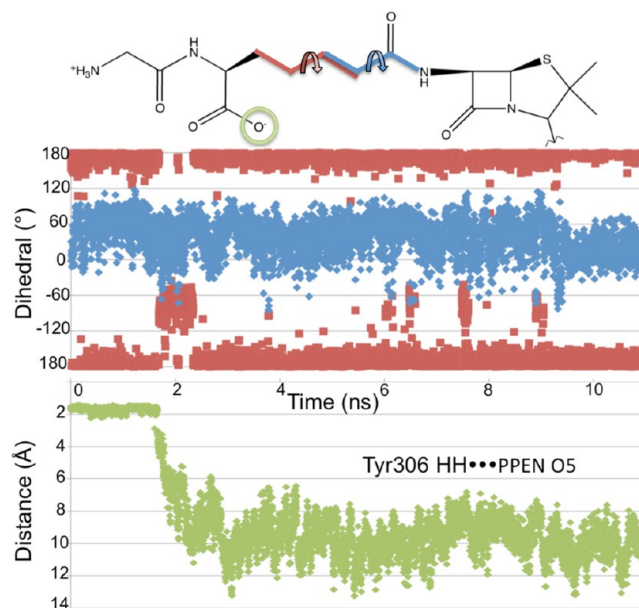 O
H
N
S
⁺H₃N
N
H
NH
N
O
O
O
O⁻
O
180
120
60
0
-60
-120
180
Dihedral (°)
0 2 4 6 8 10
Time (ns)
2
4
6
8
10
12
14
Distance (Å)
Tyr306 HH•••PPEN O5